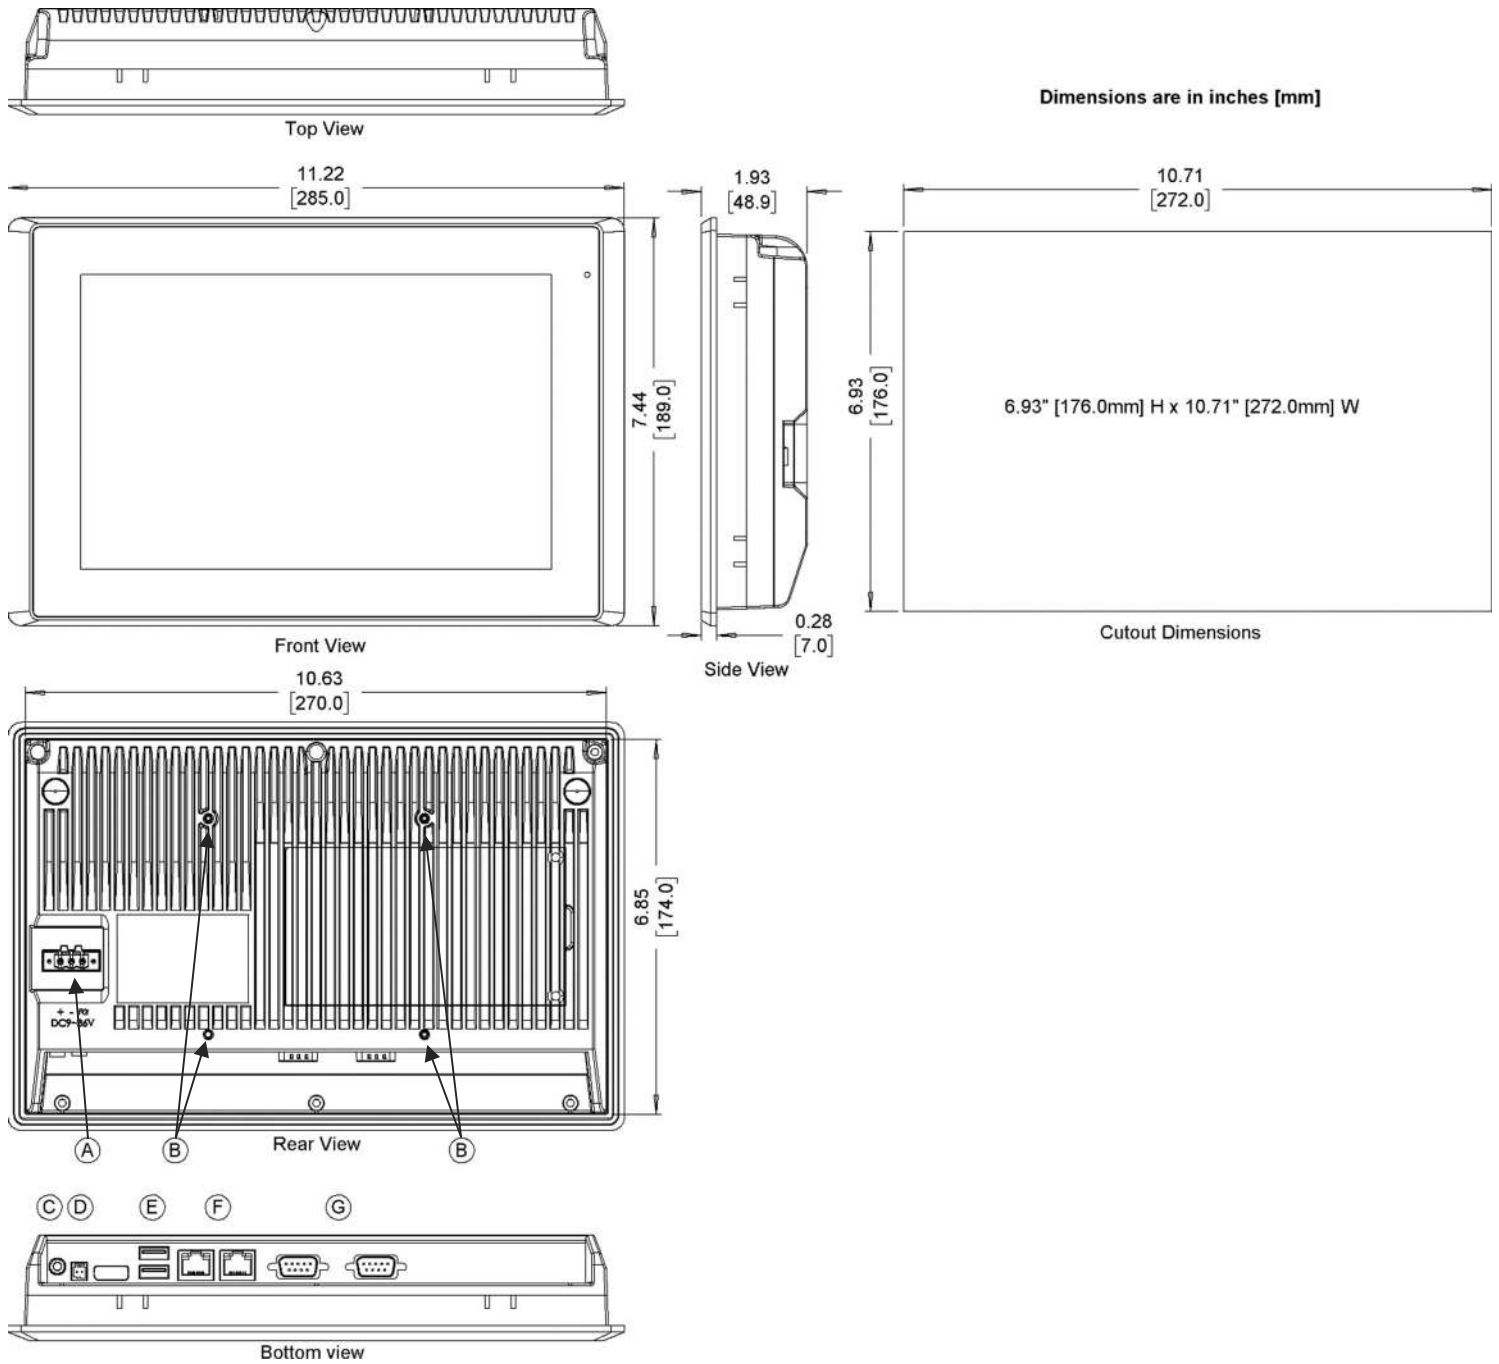 Top View
Dimensions are in inches [mm]
11.22
[285.0]
1.93
[48.9]
10.71
[272.0]
7.44
[189.0]
6.93
[176.0]
6.93" [176.0mm] H x 10.71" [272.0mm] W
0.28
[7.0]
Front View
Side View
Cutout Dimensions
10.63
[270.0]
6.85
[174.0]
+ - FG
DC9~36V
Rear View
A
B
B
C
D
E
F
G
Bottom view